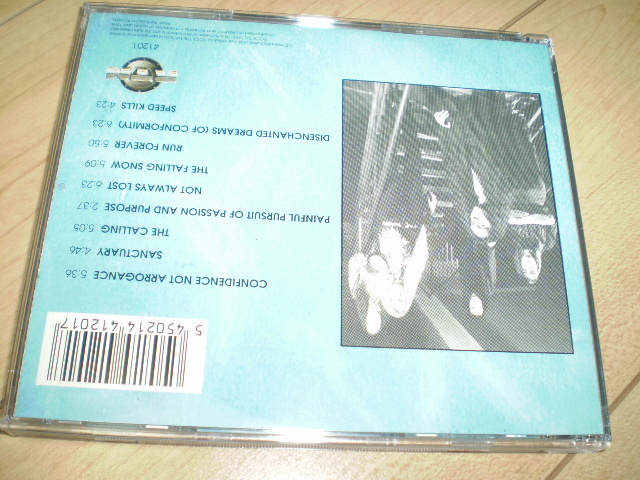 5 450214 412017
CONFIDENCE NOT ARROGANCE 5:36
SANCTUARY 4:46
THE CALLING 5:05
PAINFUL PURSUIT OF PASSION AND PURPOSE 2:37
NOT ALWAYS LOST 6:23
THE FALLING SNOW 5:09
RUN FOREVER 5:50
DISENCHANTED DREAMS (OF CONFORMITY) 6:23
SPEED KILLS 4:23
41201